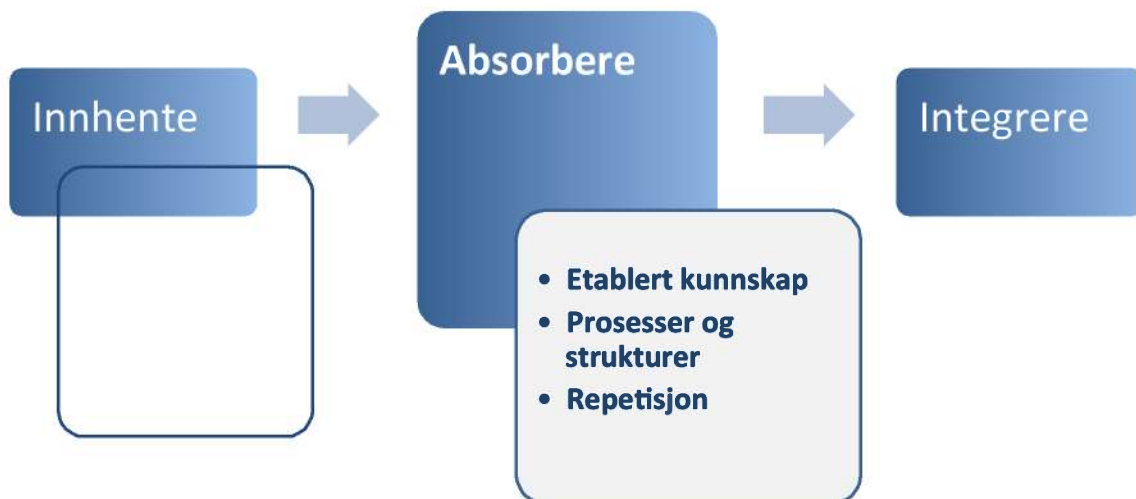 Innhente
Absorbere
Integrere
• Etablert kunnskap
• Prosesser og
strukturer
• Repetisjon